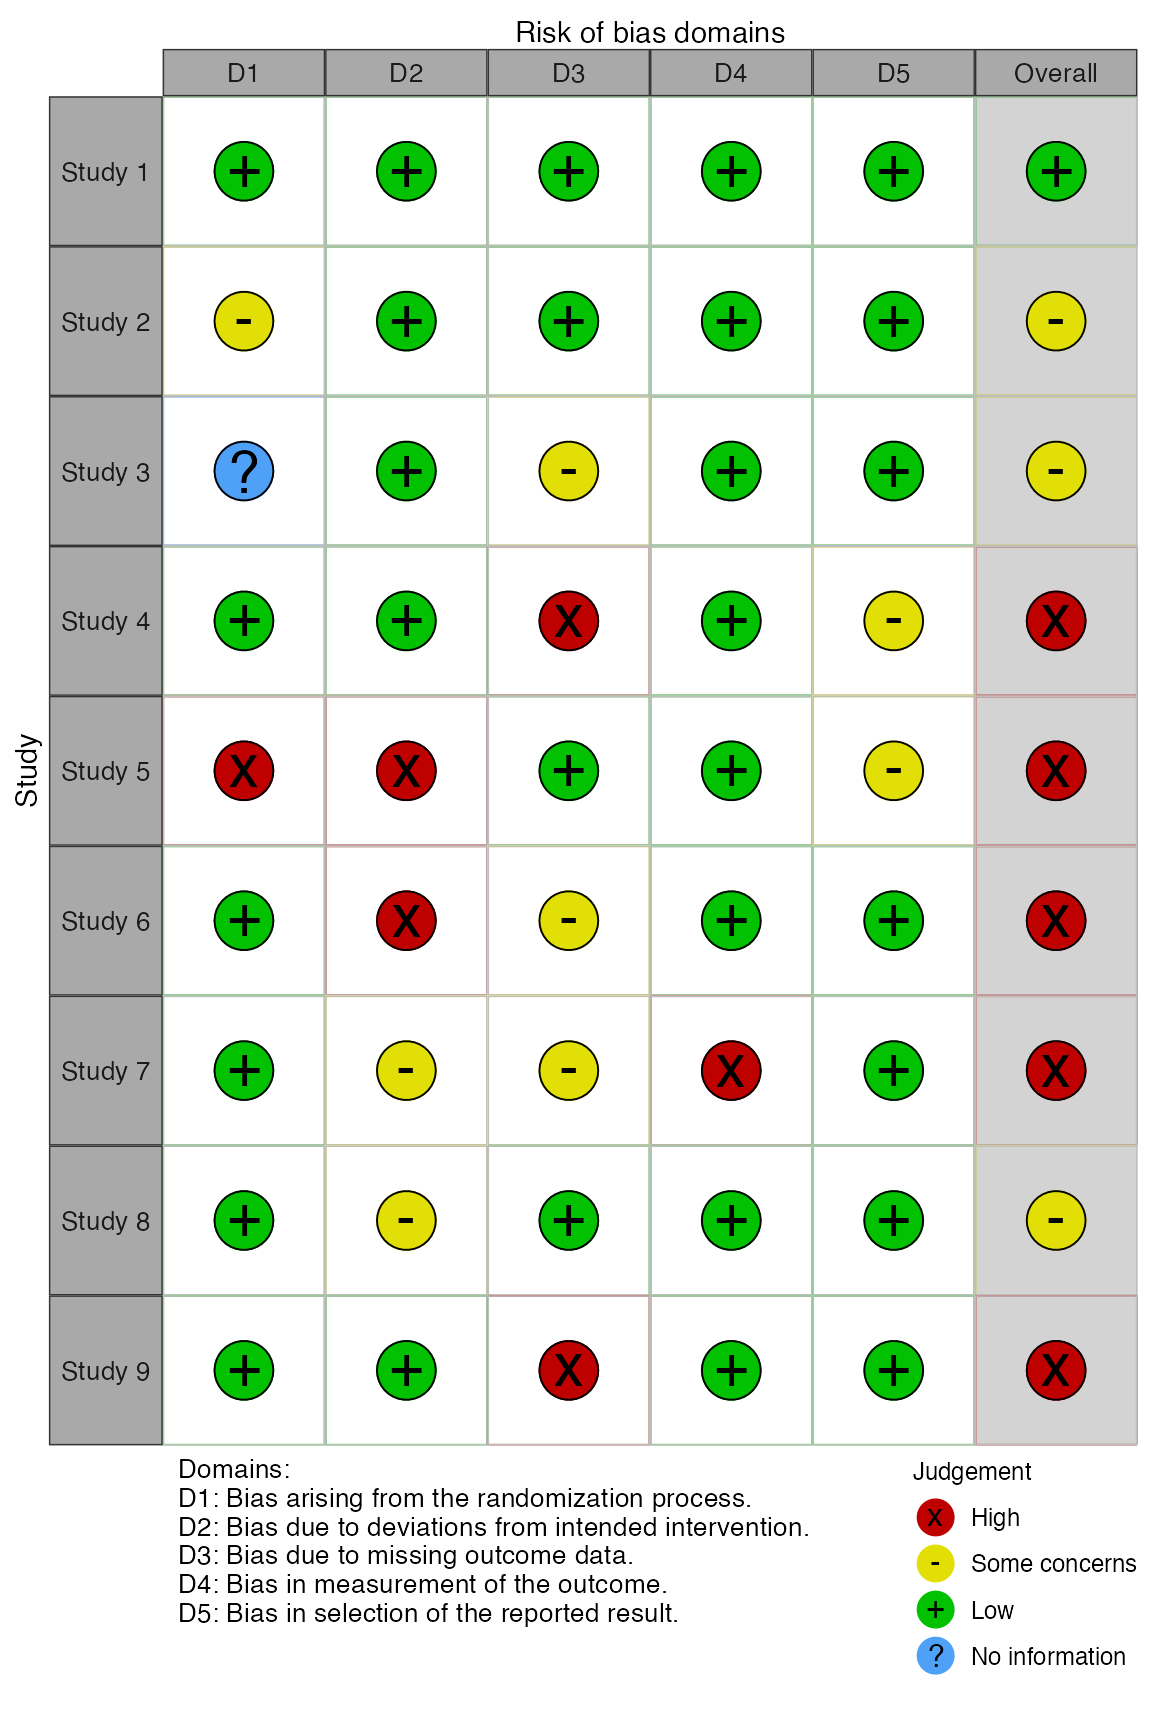 Risk of bias domains
D1 D2 D3 D4 D5 Overall
Study 1 + + + + + +
Study 2 - + + + + -
Study 3 ? + - + + -
Study 4 + + X + - X
Study
Study 5 X X + + - X
Study 6 + X - + + X
Study 7 + - - X + X
Study 8 + - + + + -
Study 9 + + X + + X
Domains:
D1: Bias arising from the randomization process.
D2: Bias due to deviations from intended intervention.
D3: Bias due to missing outcome data.
D4: Bias in measurement of the outcome.
D5: Bias in selection of the reported result.
Judgement
X High
- Some concerns
+ Low
? No information